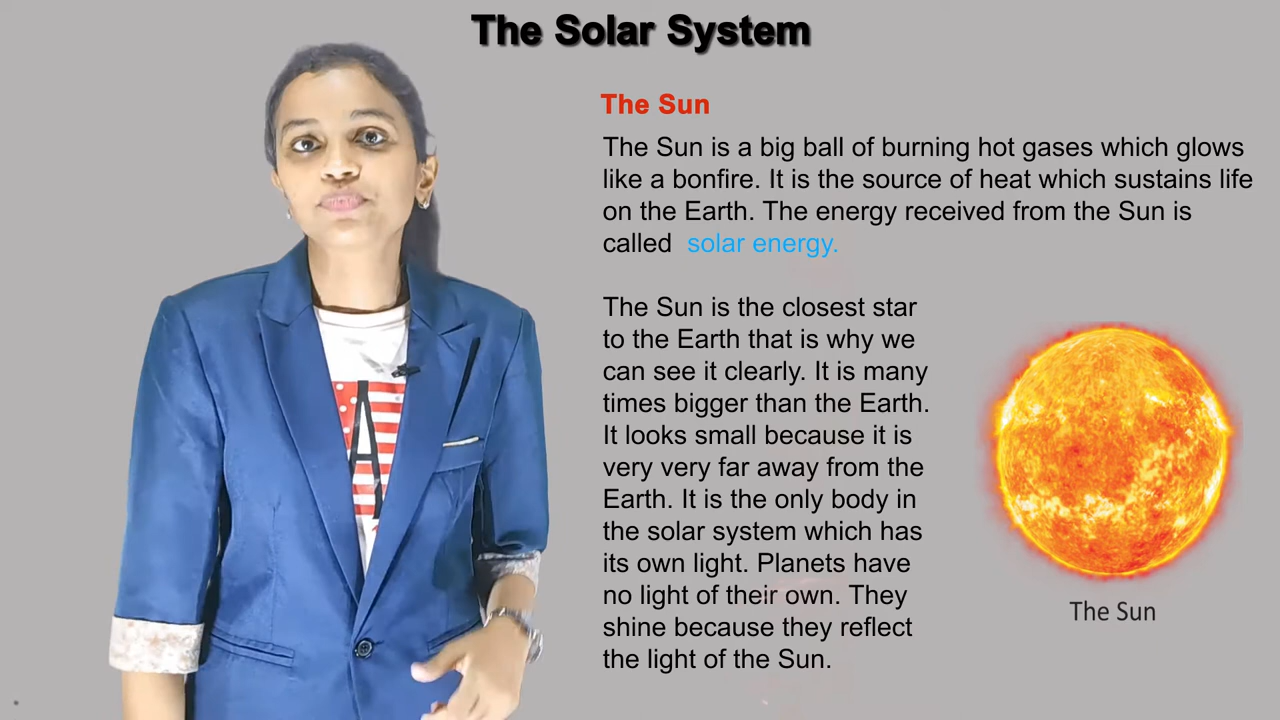 The Solar System
The Sun
The Sun is a big ball of burning hot gases which glows
like a bonfire. It is the source of heat which sustains life
on the Earth. The energy received from the Sun is
called solar energy.
The Sun is the closest star
to the Earth that is why we
can see it clearly. It is many
times bigger than the Earth.
It looks small because it is
very very far away from the
Earth. It is the only body in
the solar system which has
its own light. Planets have
no light of their own. They
shine because they reflect
the light of the Sun.
The Sun
A